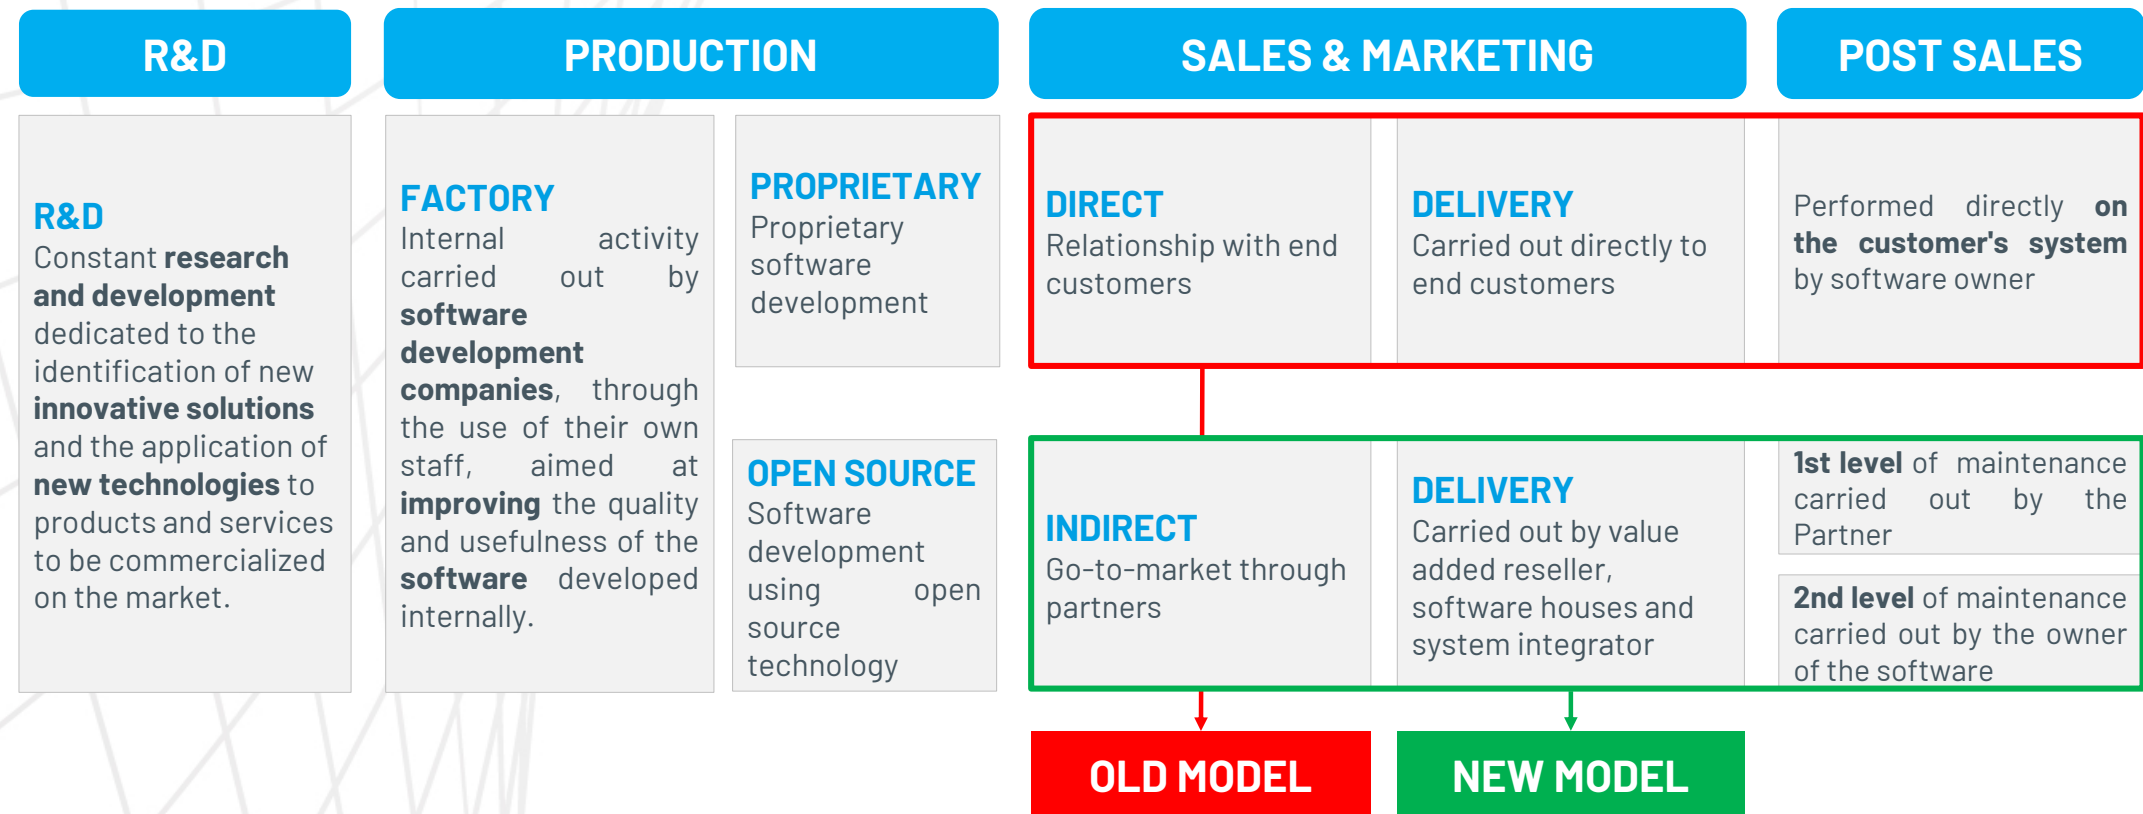 R&D
PRODUCTION
SALES & MARKETING
POST SALES
R&D
Constant research
and development
dedicated to the
identification of new
innovative solutions
and the application of
new technologies to
products and services
to be commercialized
on the market.
FACTORY
Internal activity
carried out by
software
development
companies, through
the use of their own
staff, aimed at
improving the quality
and usefulness of the
software developed
internally.
PROPRIETARY
Proprietary
software
development
OPEN SOURCE
Software
development
using open
source
technology
DIRECT
Relationship with end
customers
DELIVERY
Carried out directly to
end customers
Performed directly on
the customer's system
by software owner
INDIRECT
Go-to-market through
partners
DELIVERY
Carried out by value
added reseller,
software houses and
system integrator
1st level of maintenance
carried out by the
Partner
2nd level of maintenance
carried out by the owner
of the software
OLD MODEL
NEW MODEL